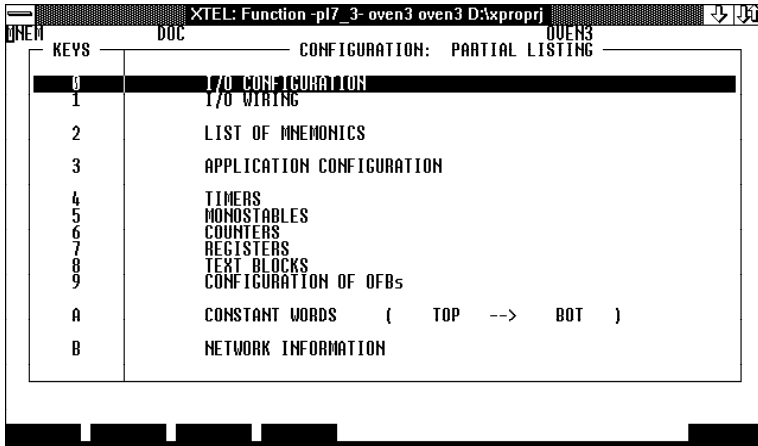 XTEL: Function -pl7_3- oven3 oven3 D:\xproprj
MNEM DOC OVEN3
KEYS CONFIGURATION: PARTIAL LISTING
0 I/O CONFIGURATION
1 I/O WIRING
2 LIST OF MNEMONICS
3 APPLICATION CONFIGURATION
4 TIMERS
5 MONOSTABLES
6 COUNTERS
7 REGISTERS
8 TEXT BLOCKS
9 CONFIGURATION OF OFBs
A CONSTANT WORDS ( TOP --> BOT )
B NETWORK INFORMATION